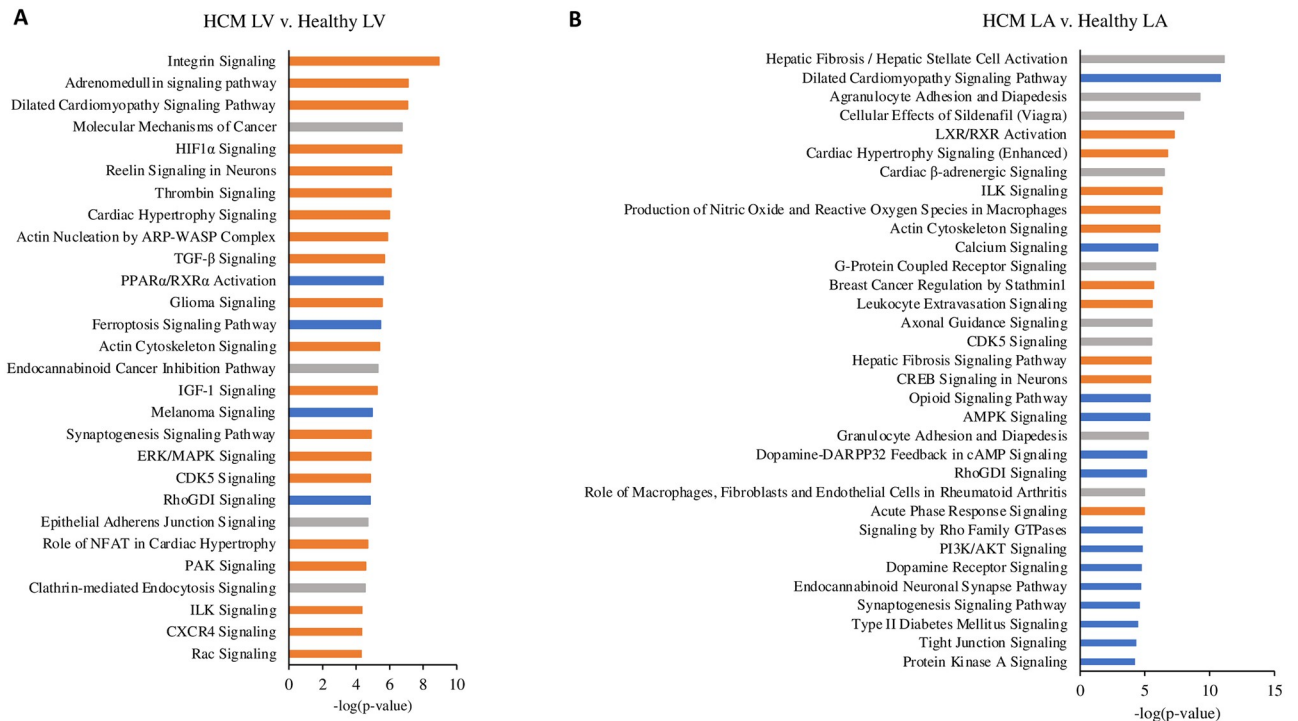 A
HCM LV v. Healthy LV
Integrin Signaling
Adrenomedullin signaling pathway
Dilated Cardiomyopathy Signaling Pathway
Molecular Mechanisms of Cancer
HIF1α Signaling
Reelin Signaling in Neurons
Thrombin Signaling
Cardiac Hypertrophy Signaling
Actin Nucleation by ARP-WASP Complex
TGF-β Signaling
PPARα/RXRα Activation
Glioma Signaling
Ferroptosis Signaling Pathway
Actin Cytoskeleton Signaling
Endocannabinoid Cancer Inhibition Pathway
IGF-1 Signaling
Melanoma Signaling
Synaptogenesis Signaling Pathway
ERK/MAPK Signaling
CDK5 Signaling
RhoGDI Signaling
Epithelial Adherens Junction Signaling
Role of NFAT in Cardiac Hypertrophy
PAK Signaling
Clathrin-mediated Endocytosis Signaling
ILK Signaling
CXCR4 Signaling
Rac Signaling
0 2 4 6 8 10
-log(p-value)
B
HCM LA v. Healthy LA
Hepatic Fibrosis / Hepatic Stellate Cell Activation
Dilated Cardiomyopathy Signaling Pathway
Agranulocyte Adhesion and Diapedesis
Cellular Effects of Sildenafil (Viagra)
LXR/RXR Activation
Cardiac Hypertrophy Signaling (Enhanced)
Cardiac β-adrenergic Signaling
ILK Signaling
Production of Nitric Oxide and Reactive Oxygen Species in Macrophages
Actin Cytoskeleton Signaling
Calcium Signaling
G-Protein Coupled Receptor Signaling
Breast Cancer Regulation by Stathmin1
Leukocyte Extravasation Signaling
Axonal Guidance Signaling
CDK5 Signaling
Hepatic Fibrosis Signaling Pathway
CREB Signaling in Neurons
Opioid Signaling Pathway
AMPK Signaling
Granulocyte Adhesion and Diapedesis
Dopamine-DARPP32 Feedback in cAMP Signaling
RhoGDI Signaling
Role of Macrophages, Fibroblasts and Endothelial Cells in Rheumatoid Arthritis
Acute Phase Response Signaling
Signaling by Rho Family GTPases
PI3K/AKT Signaling
Dopamine Receptor Signaling
Endocannabinoid Neuronal Synapse Pathway
Synaptogenesis Signaling Pathway
Type II Diabetes Mellitus Signaling
Tight Junction Signaling
Protein Kinase A Signaling
0 5 10 15
-log(p-value)